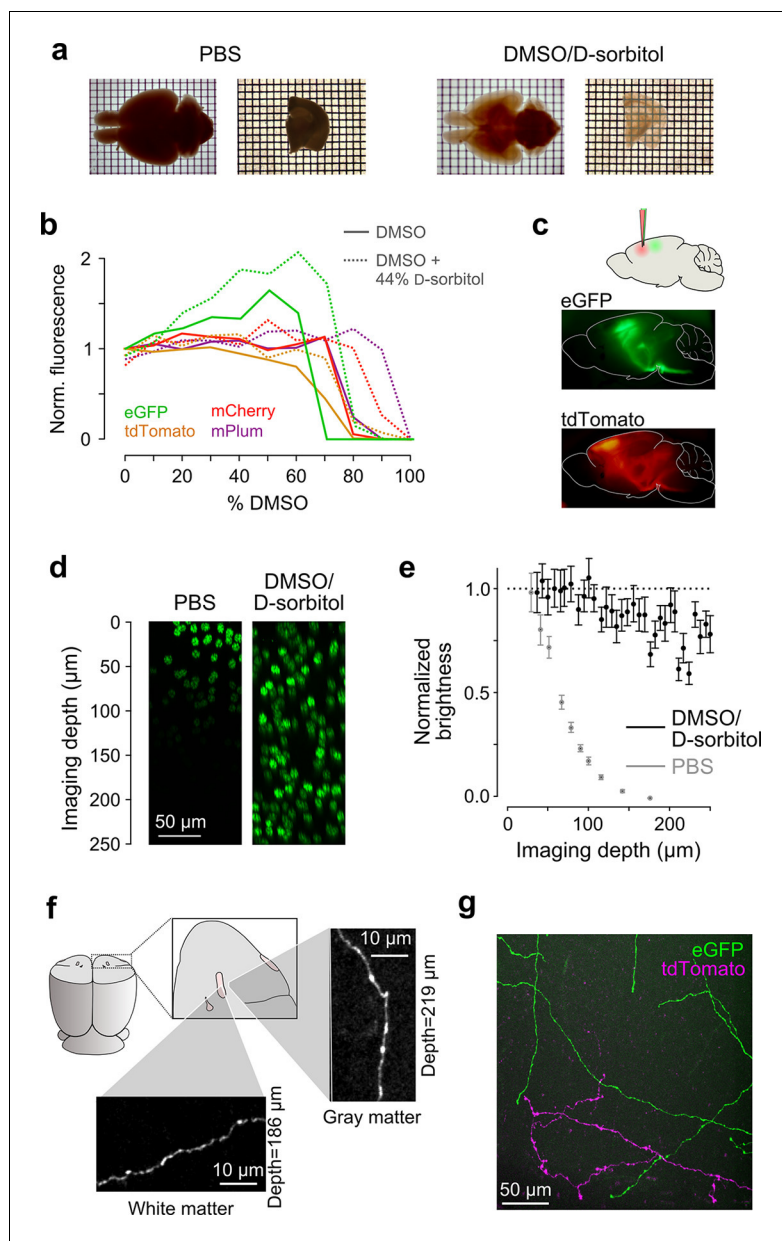 a
PBS
DMSO/D-sorbitol
b
Norm. fluorescence
2
1
0
DMSO
DMSO +
44% D-sorbitol
eGFP
mCherry
tdTomato
mPlum
0
20
40
60
80
100
% DMSO
c
eGFP
tdTomato
d
PBS
DMSO/
D-sorbitol
Imaging depth (µm)
0
50
100
150
200
250
50 µm
e
Normalized
brightness
1.0
0.5
0.0
DMSO/
D-sorbitol
PBS
0
100
200
Imaging depth (µm)
f
10 µm
Depth=219 µm
Gray matter
Depth=186 µm
10 µm
White matter
g
eGFP
tdTomato
50 µm